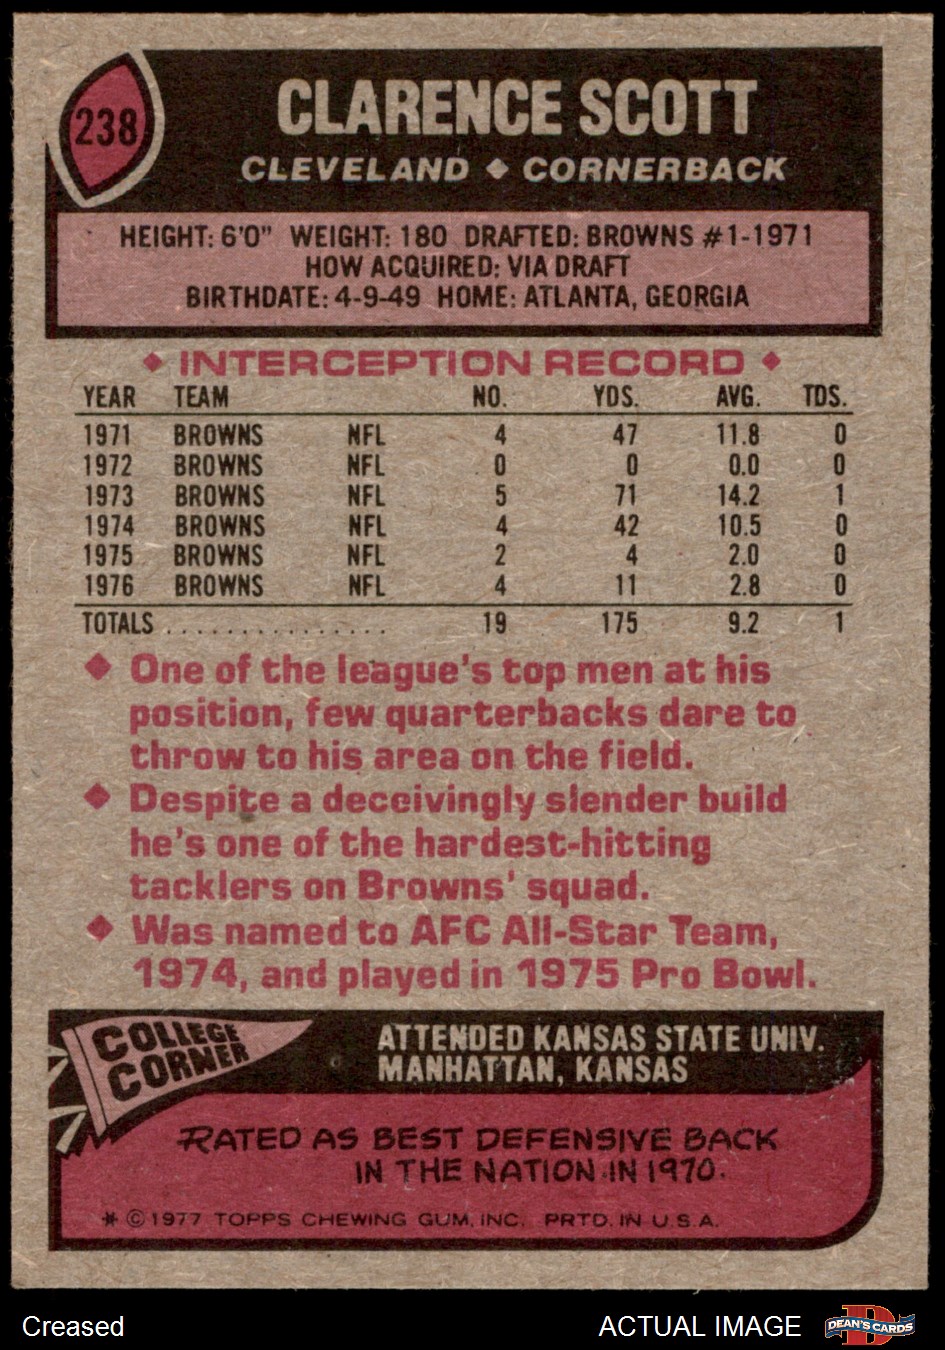 238
CLARENCE SCOTT
CLEVELAND ◆ CORNERBACK
HEIGHT: 6'0" WEIGHT: 180 DRAFTED: BROWNS #1-1971
HOW ACQUIRED: VIA DRAFT
BIRTHDATE: 4-9-49 HOME: ATLANTA, GEORGIA
◆ INTERCEPTION RECORD ◆
YEAR TEAM NO. YDS. AVG. TDS.
1971 BROWNS NFL 4 47 11.8 0
1972 BROWNS NFL 0 0 0.0 0
1973 BROWNS NFL 5 71 14.2 1
1974 BROWNS NFL 4 42 10.5 0
1975 BROWNS NFL 2 4 2.0 0
1976 BROWNS NFL 4 11 2.8 0
TOTALS . . . . . . . . . . . . . . . 19 175 9.2 1
◆ One of the league's top men at his
position, few quarterbacks dare to
throw to his area on the field.
◆ Despite a deceivingly slender build
he's one of the hardest-hitting
tacklers on Browns' squad.
◆ Was named to AFC All-Star Team,
1974, and played in 1975 Pro Bowl.
COLLEGE
CORNER
ATTENDED KANSAS STATE UNIV.
MANHATTAN, KANSAS
RATED AS BEST DEFENSIVE BACK
IN THE NATION IN 1970.
* © 1977 TOPPS CHEWING GUM, INC. PRTD. IN U.S.A.
Creased
ACTUAL IMAGE
DEAN'S CARDS